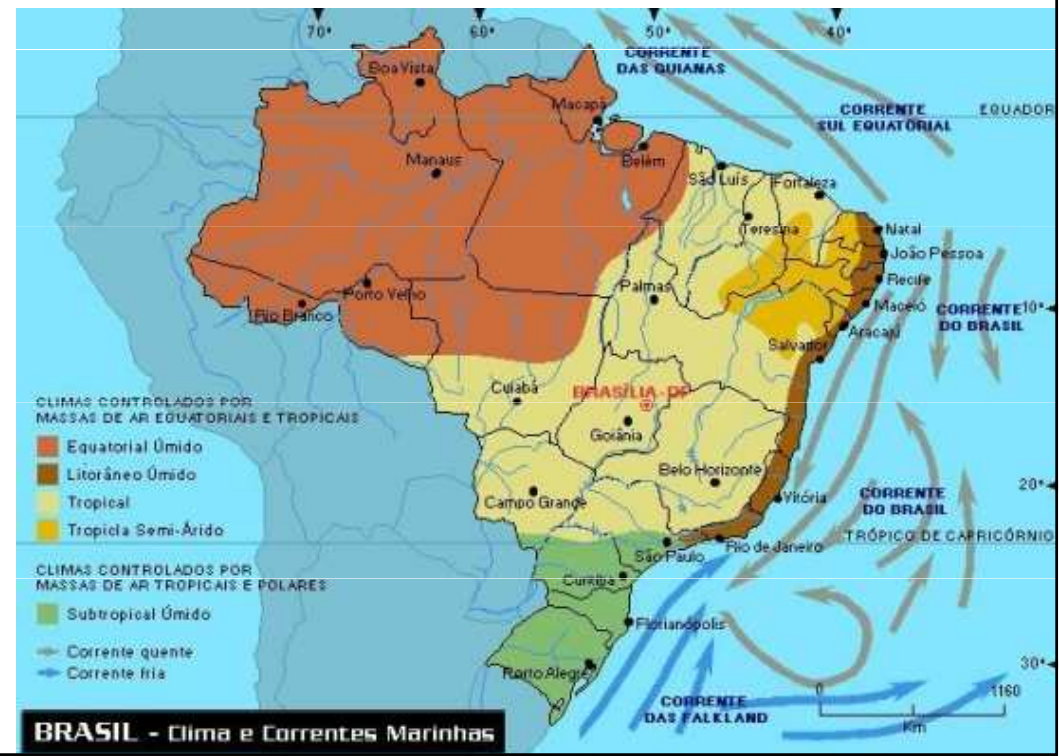 70°
60°
50°
40°
CORRENTE
DAS GUIANAS
CORRENTE
SUL EQUATORIAL
EQUADOR
Boa Vista
Macapá
Manaus
Belém
São Luís
Fortaleza
Teresina
Natal
João Pessoa
Recife
Maceió
Aracajú
Salvador
CORRENTE
DO BRASIL
10°
Palmas
Porto Velho
Rio Branco
Cuiabá
BRASÍLIA-DF
Goiânia
Belo Horizonte
Campo Grande
Vitória
CORRENTE
DO BRASIL
20°
TRÓPICO DE CAPRICÓRNIO
São Paulo
Rio de Janeiro
Curitiba
Florianópolis
Porto Alegre
30°
CORRENTE
DAS FALKLAND
0
1160
Km
CLIMAS CONTROLADOS POR
MASSAS DE AR EQUATORIAIS E TROPICAIS
Equatorial Úmido
Litorâneo Úmido
Tropical
Tropicla Semi-Árido
CLIMAS CONTROLADOS POR
MASSAS DE AR TROPICAIS E POLARES
Subtropical Úmido
Corrente quente
Corrente fria
BRASIL - Clima e Correntes Marinhas